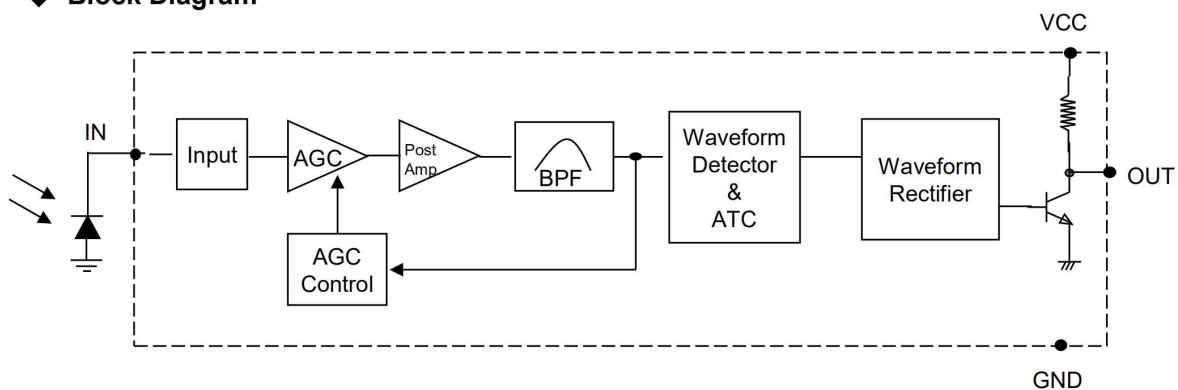 ◆ Block Diagram
VCC
IN
Input
AGC
Post
Amp
BPF
Waveform
Detector
&
ATC
Waveform
Rectifier
OUT
AGC
Control
GND